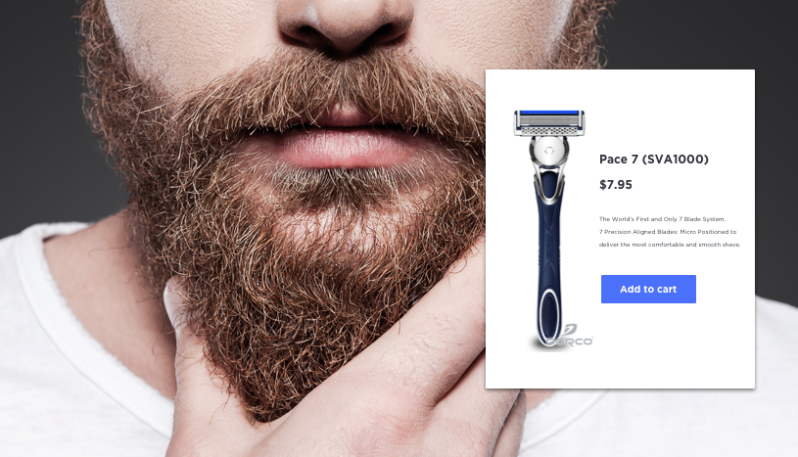 Pace 7 (SVA1000)
$7.95
The World's First and Only 7 Blade System.
7 Precision Aligned Blades: Micro Positioned to
deliver the most comfortable and smooth shave.
Add to cart